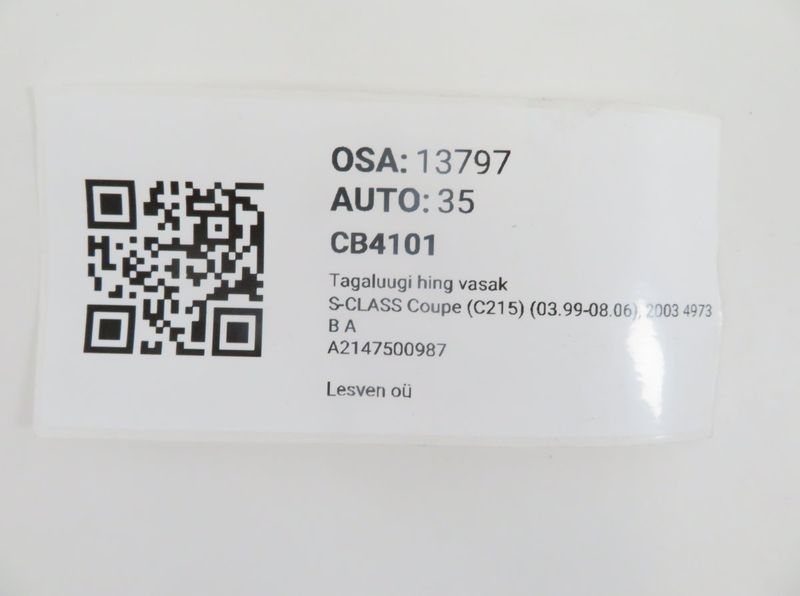 OSA: 13797
AUTO: 35
CB4101
Tagaluugi hing vasak
S-CLASS Coupe (C215) (03.99-08.06), 2003 4973
B A
A2147500987
Lesven oü